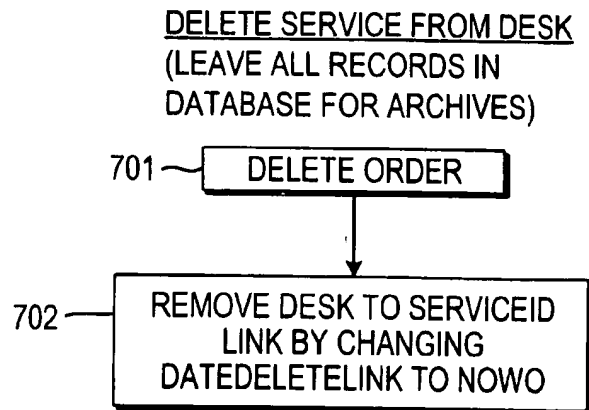 DELETE SERVICE FROM DESK
(LEAVE ALL RECORDS IN
DATABASE FOR ARCHIVES)
701
DELETE ORDER
702
REMOVE DESK TO SERVICEID
LINK BY CHANGING
DATEDELETELINK TO NOWO